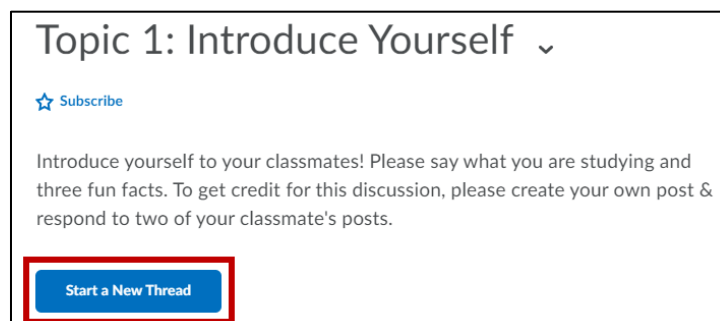 Topic 1: Introduce Yourself
Subscribe
Introduce yourself to your classmates! Please say what you are studying and
three fun facts. To get credit for this discussion, please create your own post &
respond to two of your classmate's posts.
Start a New Thread